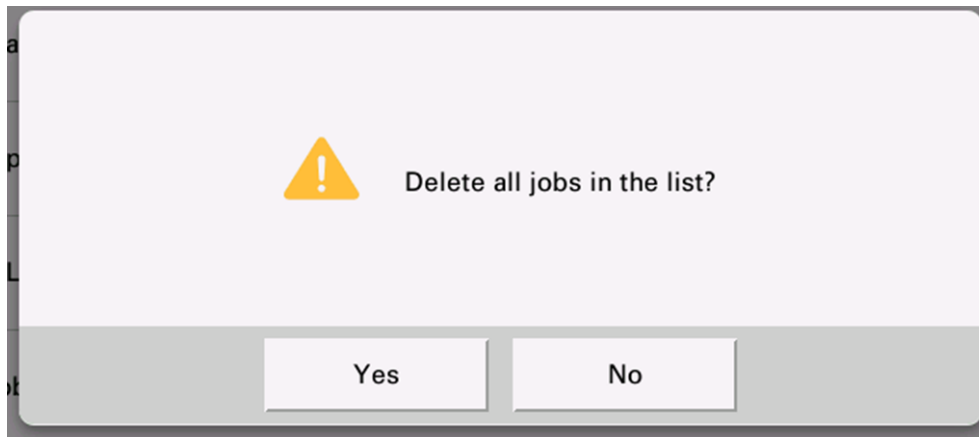 Delete all jobs in the list?
Yes
No